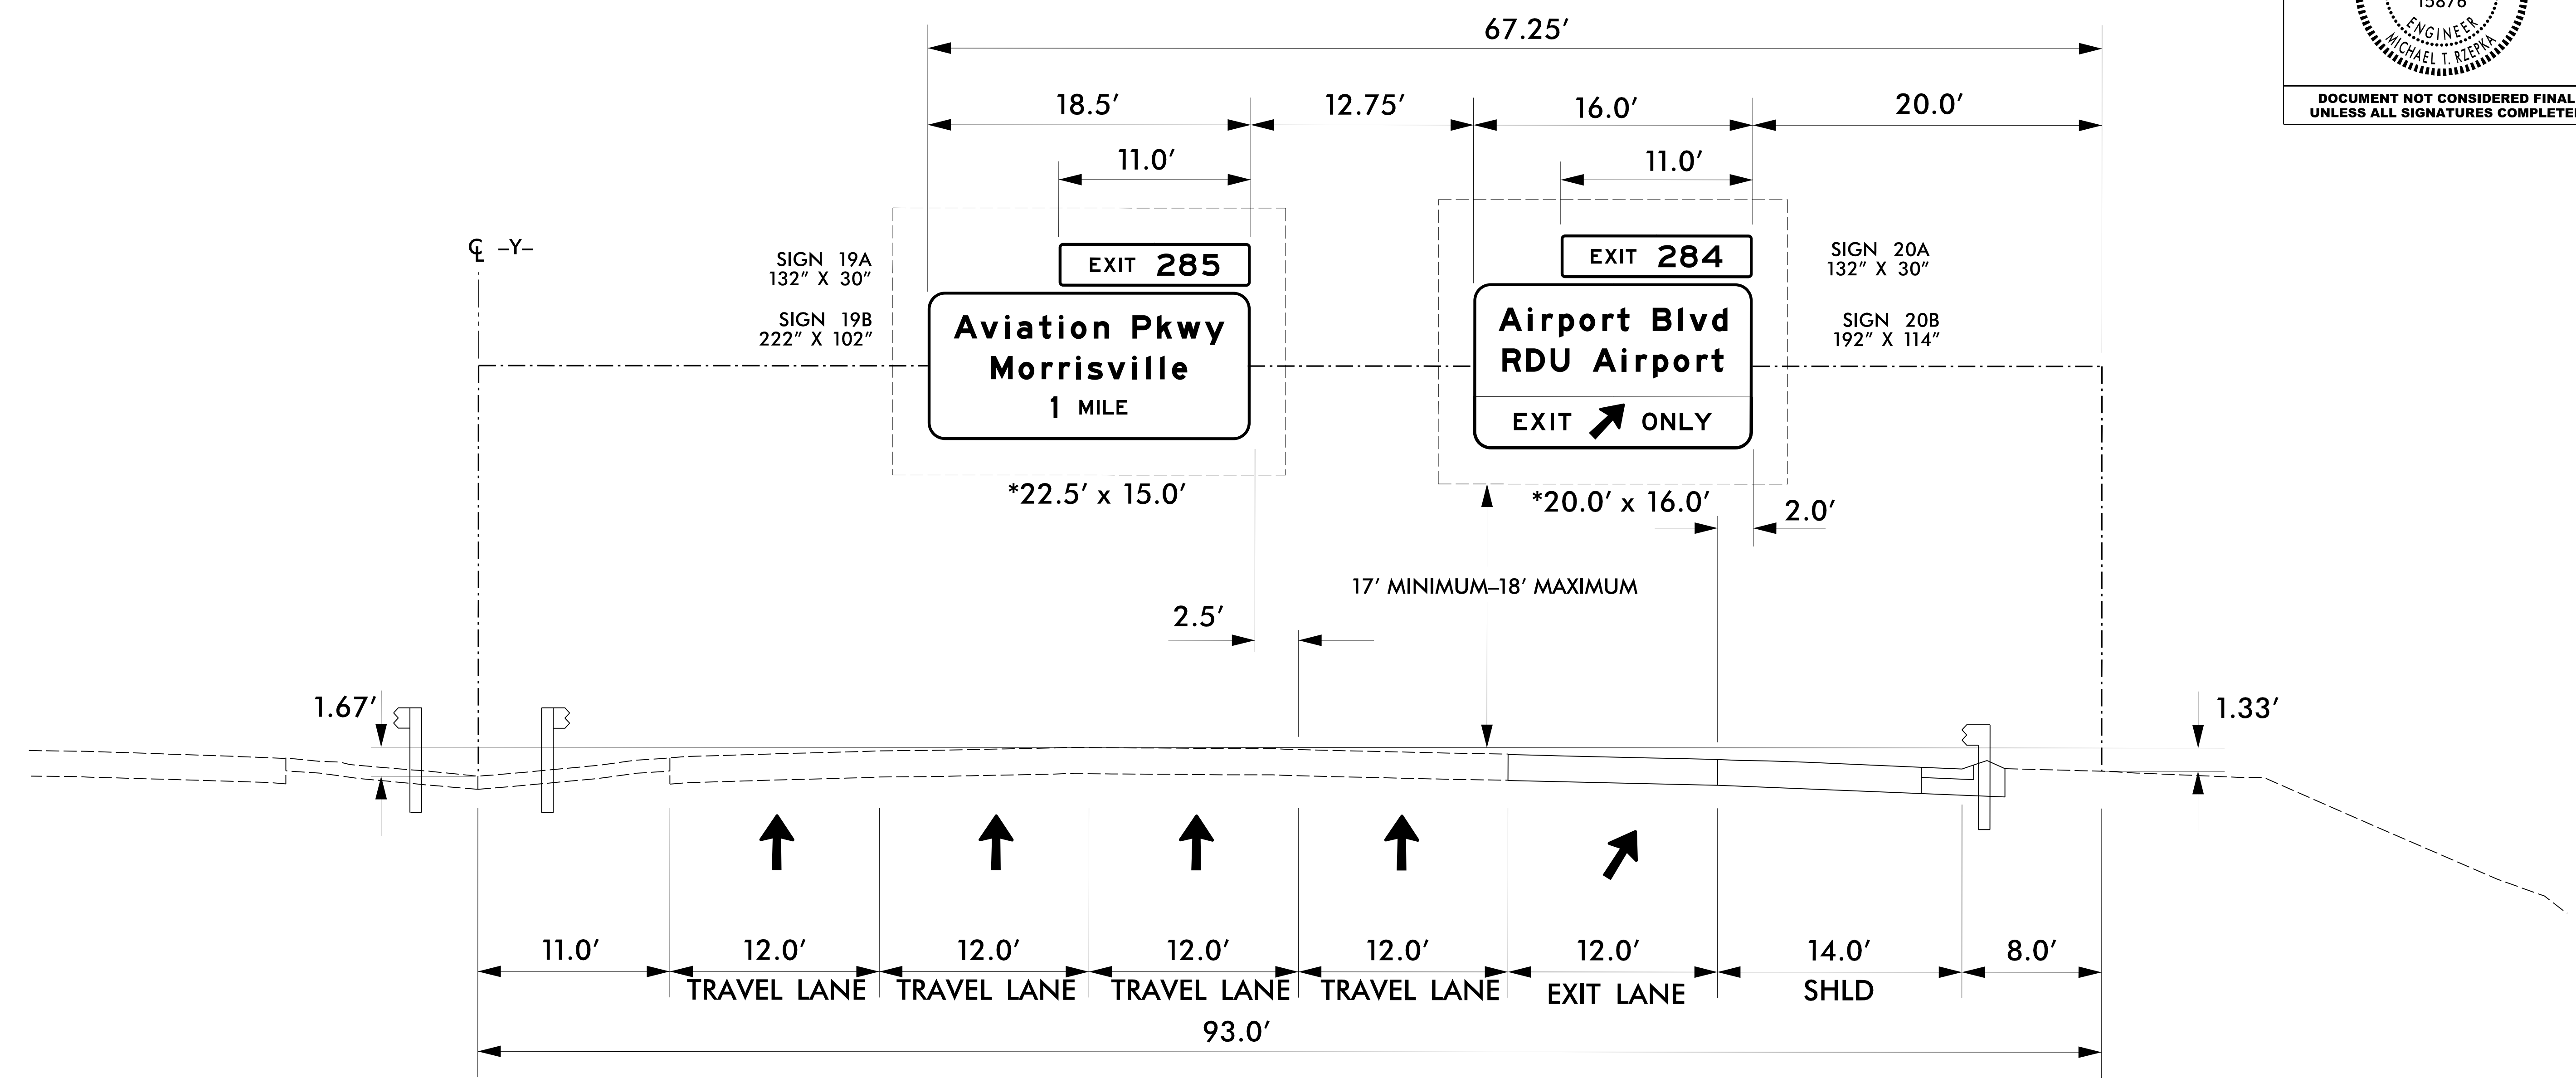 15876
ENGINEER
MICHAEL T. RZEPKA
DOCUMENT NOT CONSIDERED FINAL
UNLESS ALL SIGNATURES COMPLETED
67.25′
18.5′ 12.75′ 16.0′ 20.0′
11.0′ 11.0′
℄ –Y–
SIGN 19A
132″ X 30″
SIGN 19B
222″ X 102″
EXIT 285
Aviation Pkwy
Morrisville
1 MILE
*22.5′ x 15.0′
EXIT 284
Airport Blvd
RDU Airport
EXIT ONLY
*20.0′ x 16.0′
SIGN 20A
132″ X 30″
SIGN 20B
192″ X 114″
2.0′
17′ MINIMUM–18′ MAXIMUM
2.5′
1.67′
1.33′
11.0′ 12.0′ 12.0′ 12.0′ 12.0′ 12.0′ 14.0′ 8.0′
TRAVEL LANE TRAVEL LANE TRAVEL LANE TRAVEL LANE EXIT LANE SHLD
93.0′